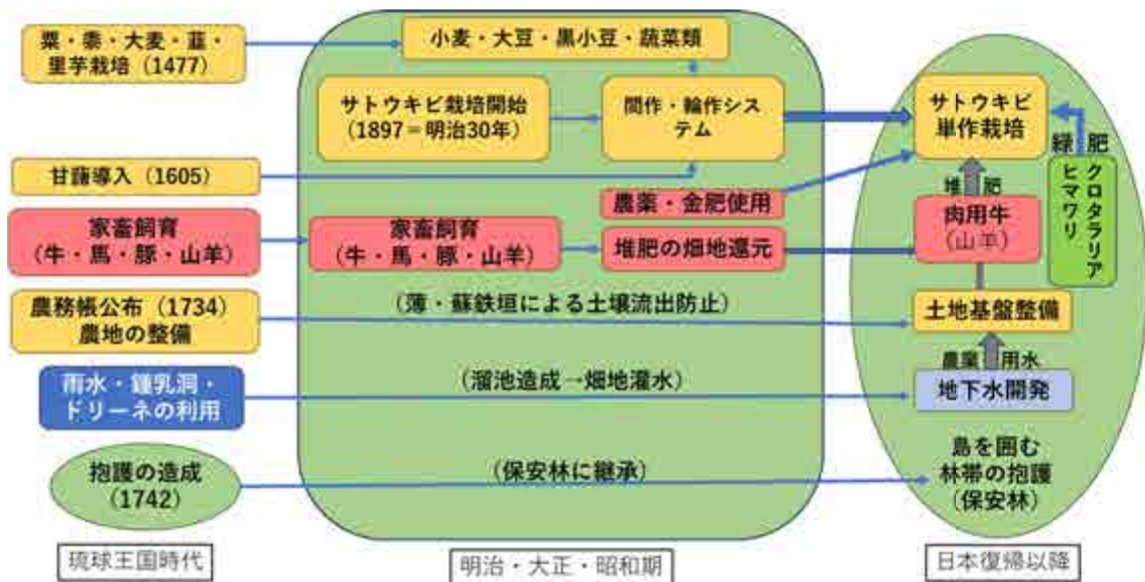 粟・黍・大麦・韮・
里芋栽培（1477）
甘藷導入（1605）
家畜飼育
（牛・馬・豚・山羊）
農務帳公布（1734）
農地の整備
雨水・鍾乳洞・
ドリーネの利用
抱護の造成
（1742）
琉球王国時代
小麦・大豆・黒小豆・蔬菜類
サトウキビ栽培開始
（1897＝明治30年）
間作・輪作シス
テム
農薬・金肥使用
家畜飼育
（牛・馬・豚・山羊）
堆肥の畑地還元
（薄・蘇鉄垣による土壌流出防止）
（溜池造成→畑地灌水）
（保安林に継承）
明治・大正・昭和期
サトウキビ
単作栽培
緑肥
クロタラリア
ヒマワリ
堆肥
肉用牛
（山羊）
土地基盤整備
農業用水
地下水開発
島を囲む
林帯の抱護
（保安林）
日本復帰以降